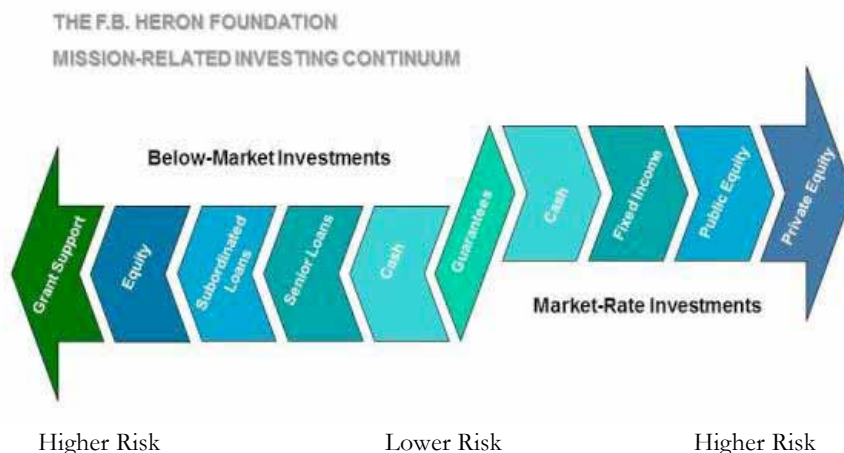 THE F.B. HERON FOUNDATION
MISSION-RELATED INVESTING CONTINUUM
Below-Market Investments
Grant Support
Equity
Subordinated
Loans
Senior Loans
Cash
Guarantees
Cash
Fixed Income
Public Equity
Private Equity
Market-Rate Investments
Higher Risk
Lower Risk
Higher Risk